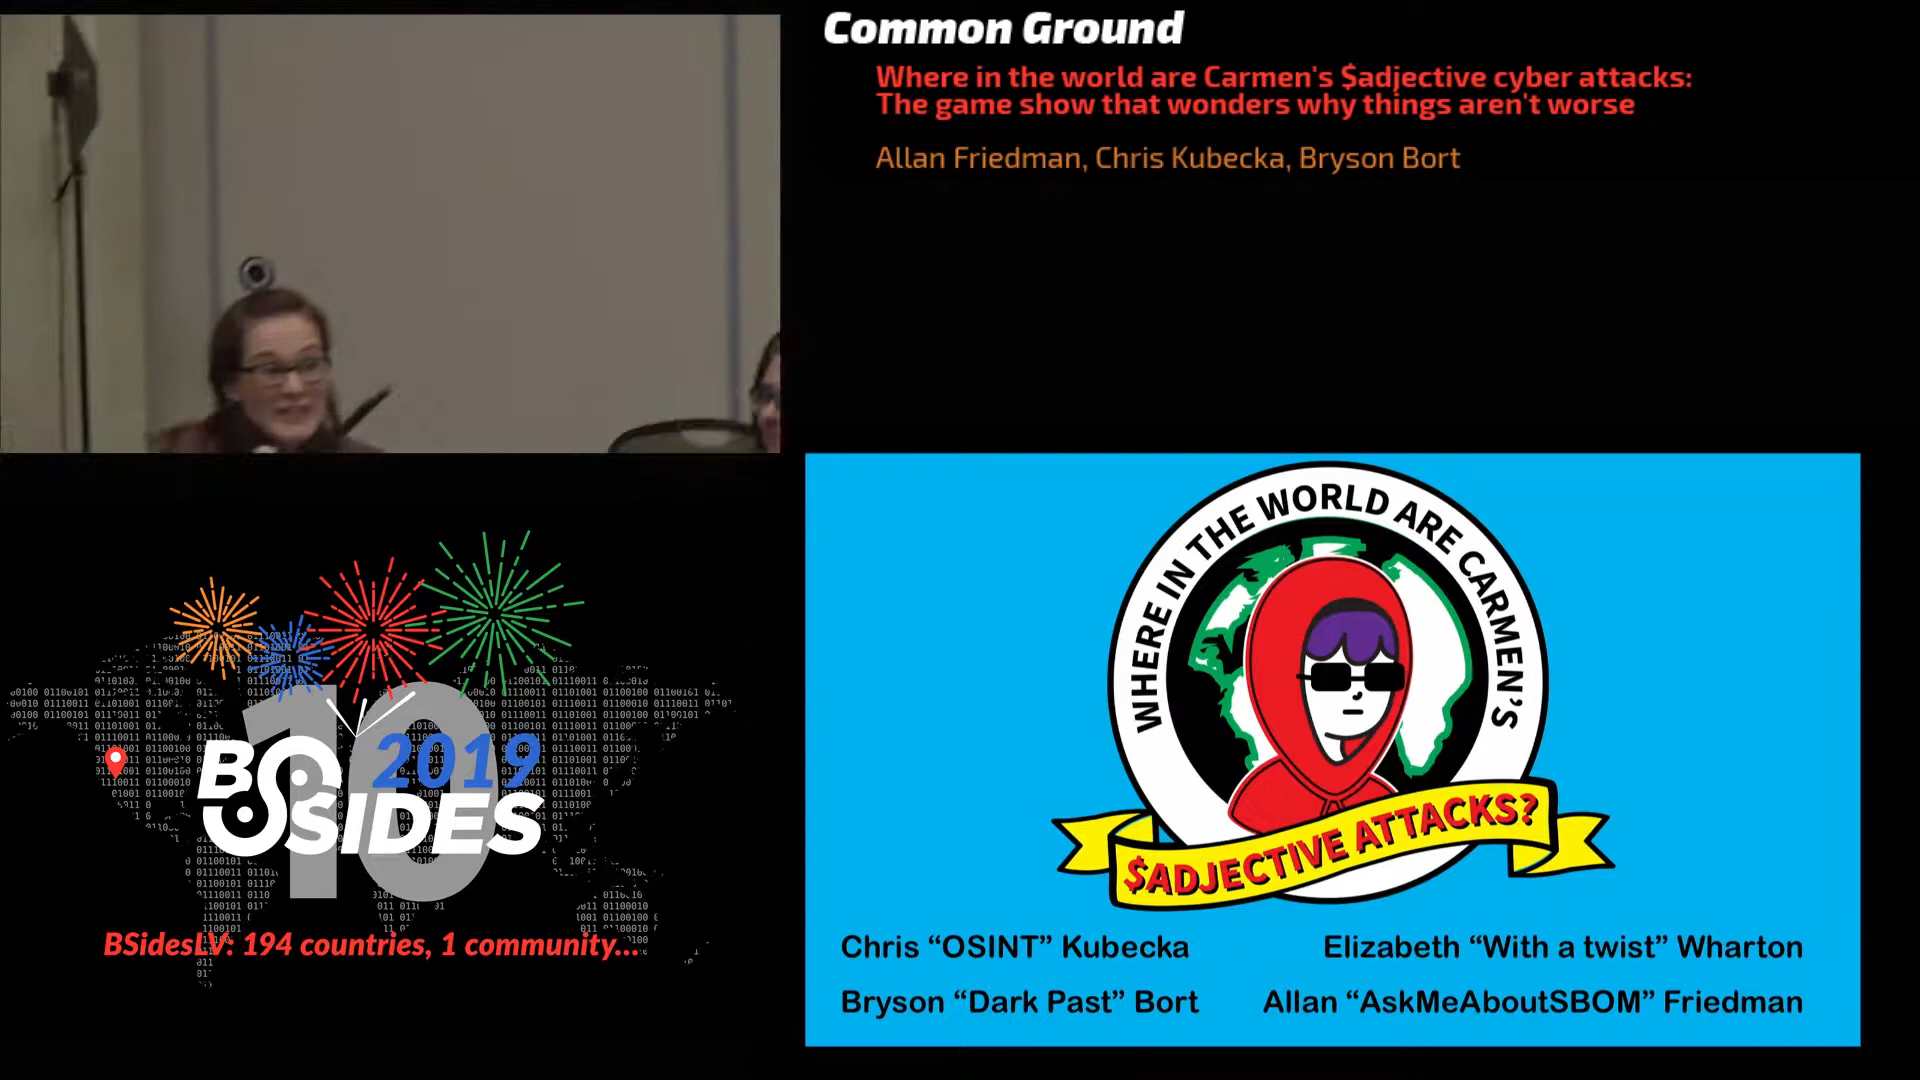 Common Ground
Where in the world are Carmen's $adjective cyber attacks:
The game show that wonders why things aren't worse
Allan Friedman, Chris Kubecka, Bryson Bort
WHERE IN THE WORLD ARE CARMEN'S
$ADJECTIVE ATTACKS?
Chris “OSINT” Kubecka
Elizabeth “With a twist” Wharton
Bryson “Dark Past” Bort
Allan “AskMeAboutSBOM” Friedman
10
2019
BSIDES
BSidesLV: 194 countries, 1 community...